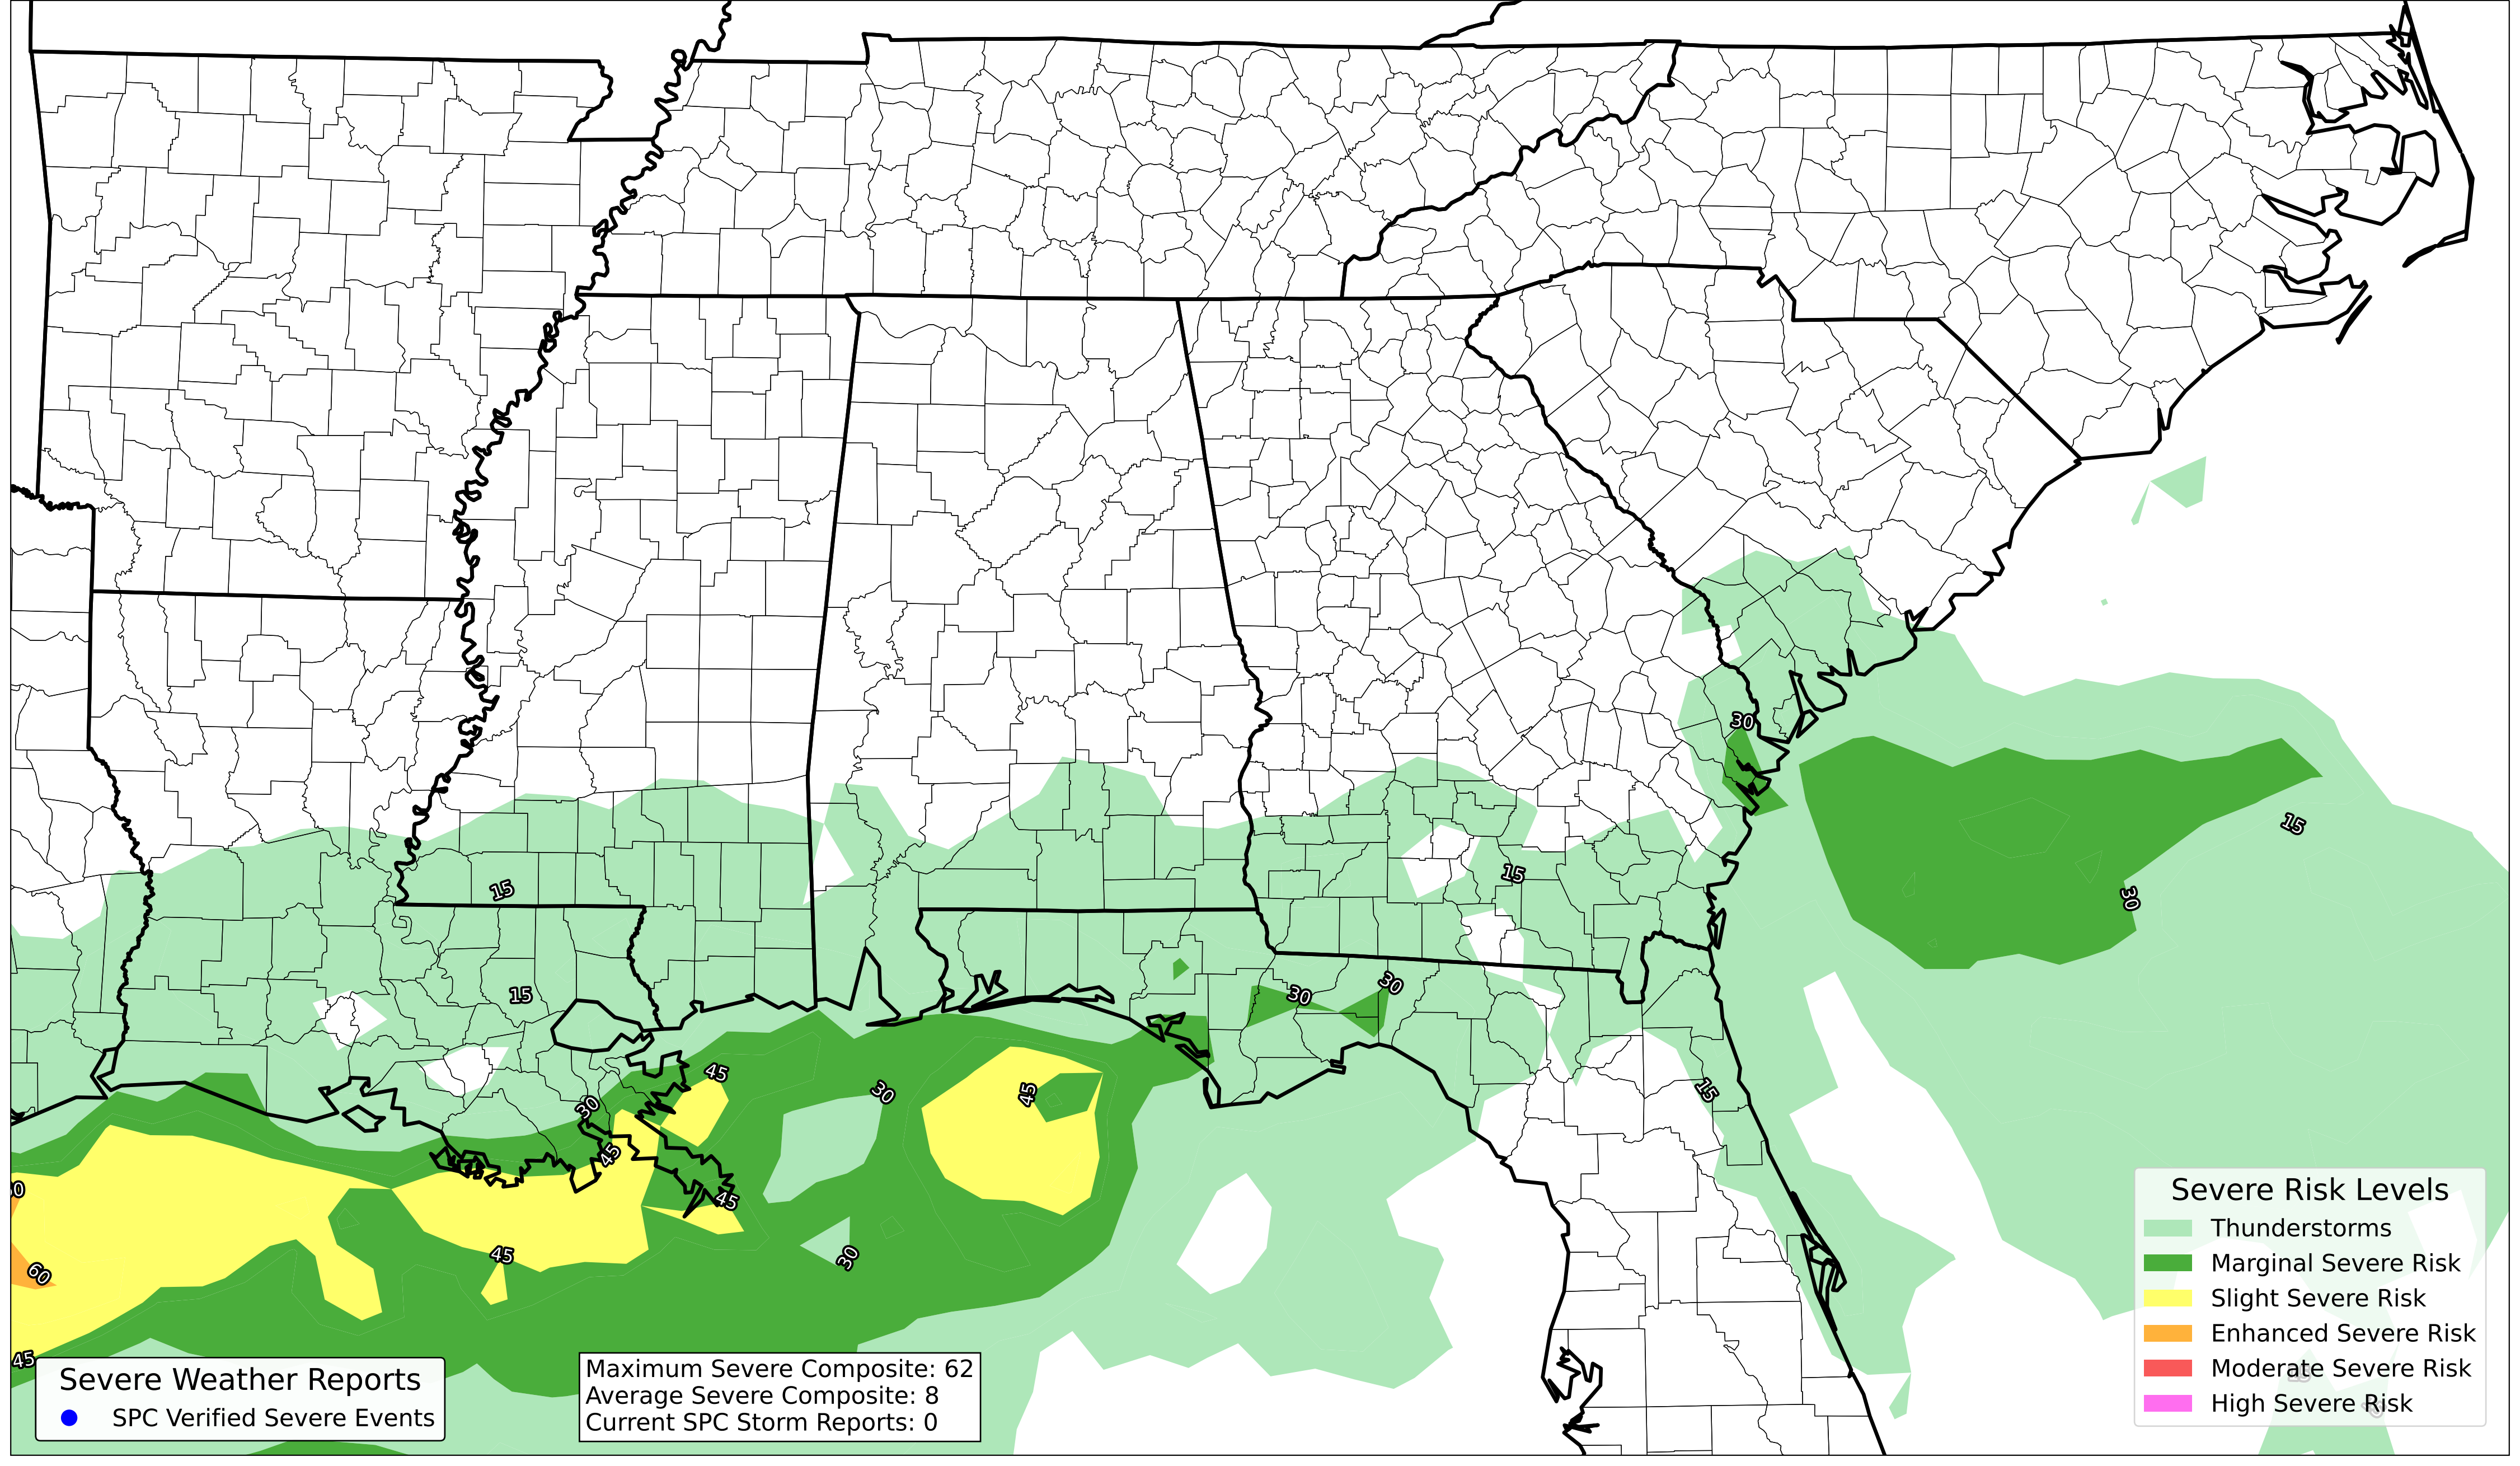 30
15
15
30
15
15
30
30
15
45
30
45
30
15
45
60
45
45
30
45
Severe Risk Levels
Thunderstorms
Marginal Severe Risk
Slight Severe Risk
Enhanced Severe Risk
Moderate Severe Risk
High Severe Risk
Severe Weather Reports
SPC Verified Severe Events
Maximum Severe Composite: 62
Average Severe Composite: 8
Current SPC Storm Reports: 0